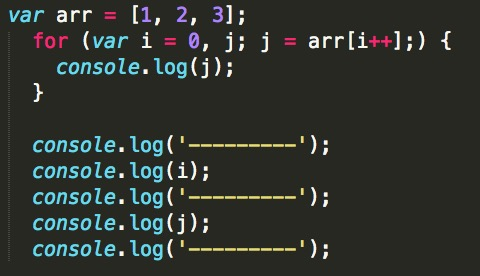 var arr = [1, 2, 3];
for (var i = 0, j; j = arr[i++];) {
console.log(j);
}
console.log('---------');
console.log(i);
console.log('---------');
console.log(j);
console.log('---------');